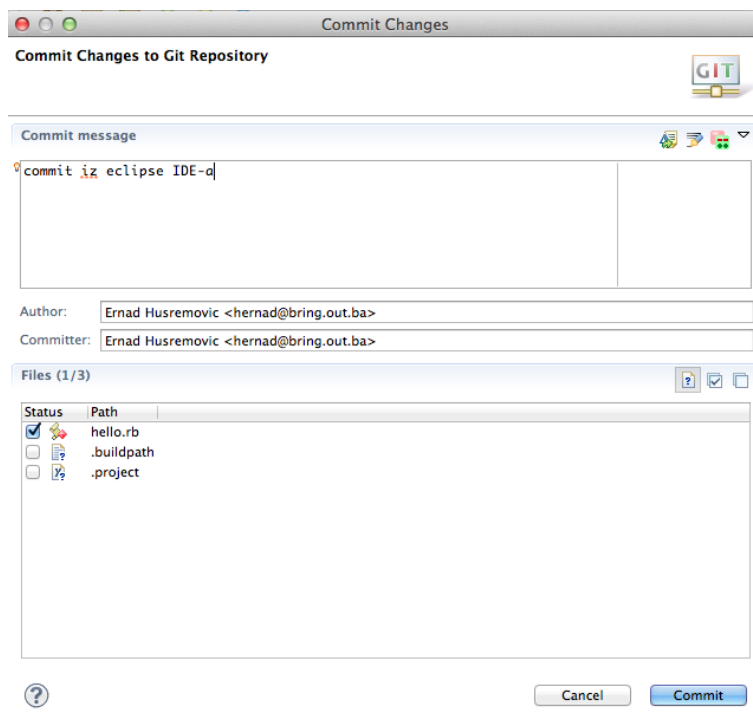 Commit Changes
Commit Changes to Git Repository
GIT
Commit message
commit iz eclipse IDE-a
Author: Ernad Husremovic <hernad@bring.out.ba>
Committer: Ernad Husremovic <hernad@bring.out.ba>
Files (1/3)
Status Path
hello.rb
.buildpath
.project
Cancel Commit